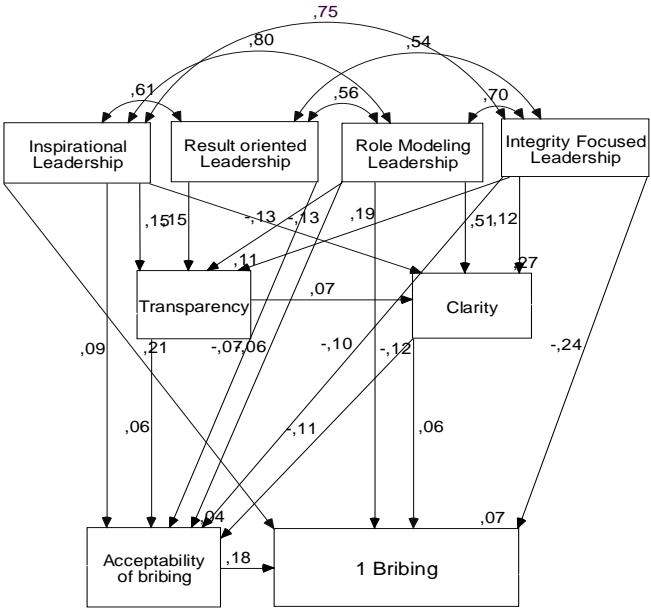 ,75
,80
,54
,61
,56
,70
Inspirational
Leadership
Result oriented
Leadership
Role Modeling
Leadership
Integrity Focused
Leadership
,15
,15
-,13
-,13
,19
,51
,12
,11
,27
Transparency
,07
Clarity
,09
,21
-,07
-,06
-,10
-,12
-,24
,06
-,11
,06
,04
,07
Acceptability
of bribing
,18
1 Bribing